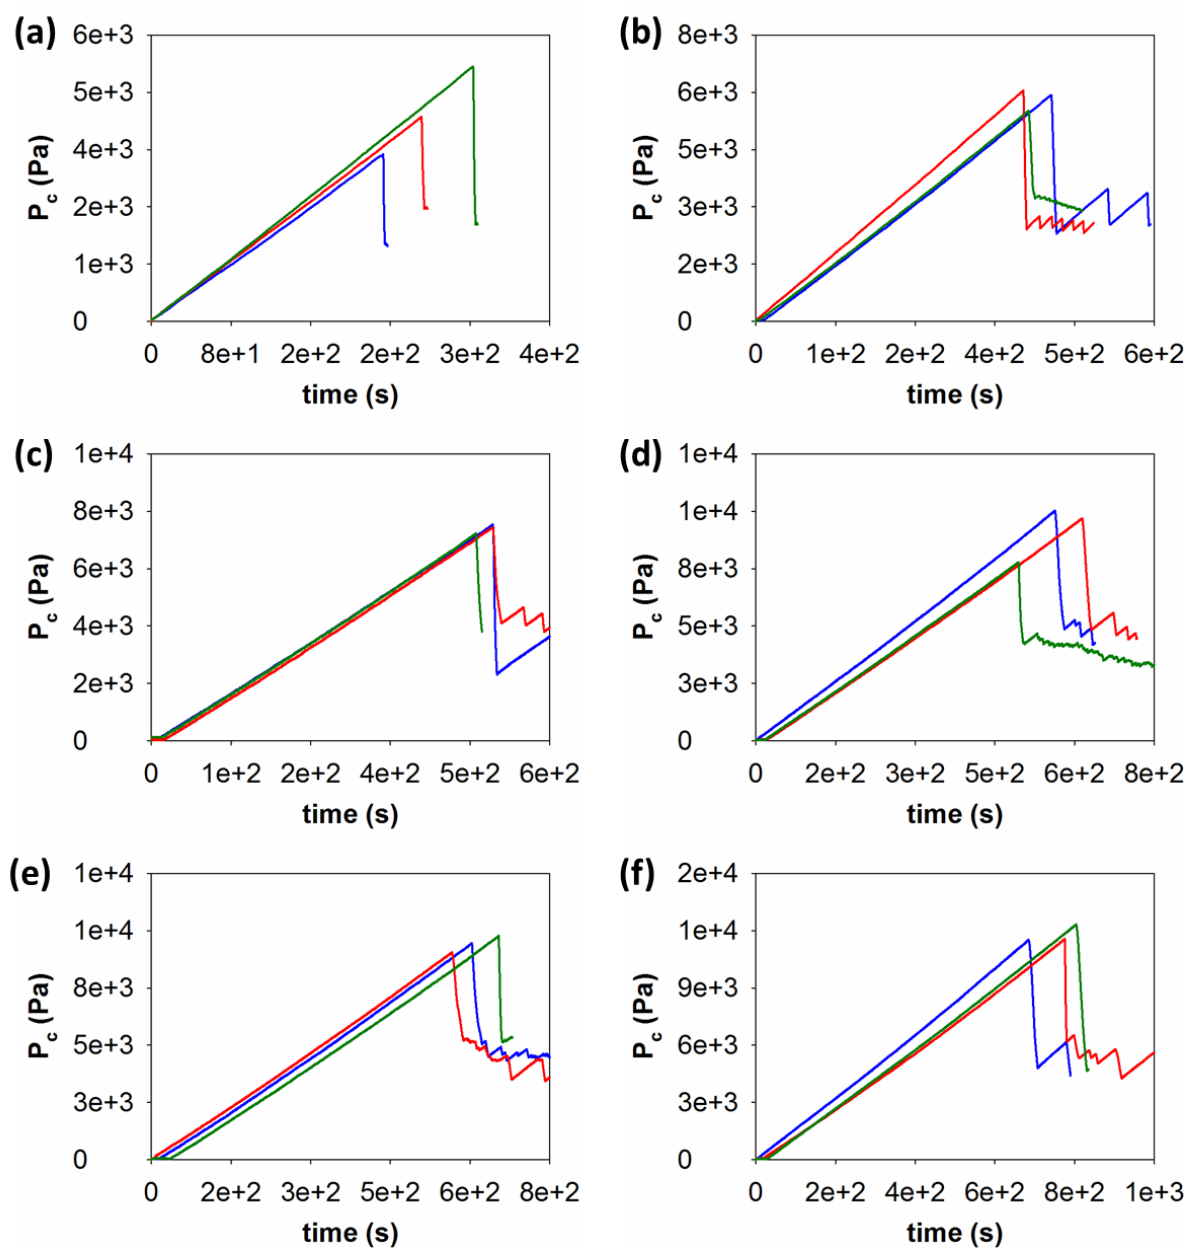 (a)
6e+3
5e+3
4e+3
2e+3
1e+3
0
P_c (Pa)
0 8e+1 2e+2 2e+2 3e+2 4e+2
time (s)
(b)
8e+3
6e+3
5e+3
3e+3
2e+3
0
P_c (Pa)
0 1e+2 2e+2 4e+2 5e+2 6e+2
time (s)
(c)
1e+4
8e+3
6e+3
4e+3
2e+3
0
P_c (Pa)
0 1e+2 2e+2 4e+2 5e+2 6e+2
time (s)
(d)
1e+4
1e+4
8e+3
5e+3
3e+3
0
P_c (Pa)
0 2e+2 3e+2 5e+2 6e+2 8e+2
time (s)
(e)
1e+4
1e+4
8e+3
5e+3
3e+3
0
P_c (Pa)
0 2e+2 3e+2 5e+2 6e+2 8e+2
time (s)
(f)
2e+4
1e+4
9e+3
6e+3
3e+3
0
P_c (Pa)
0 2e+2 4e+2 6e+2 8e+2 1e+3
time (s)